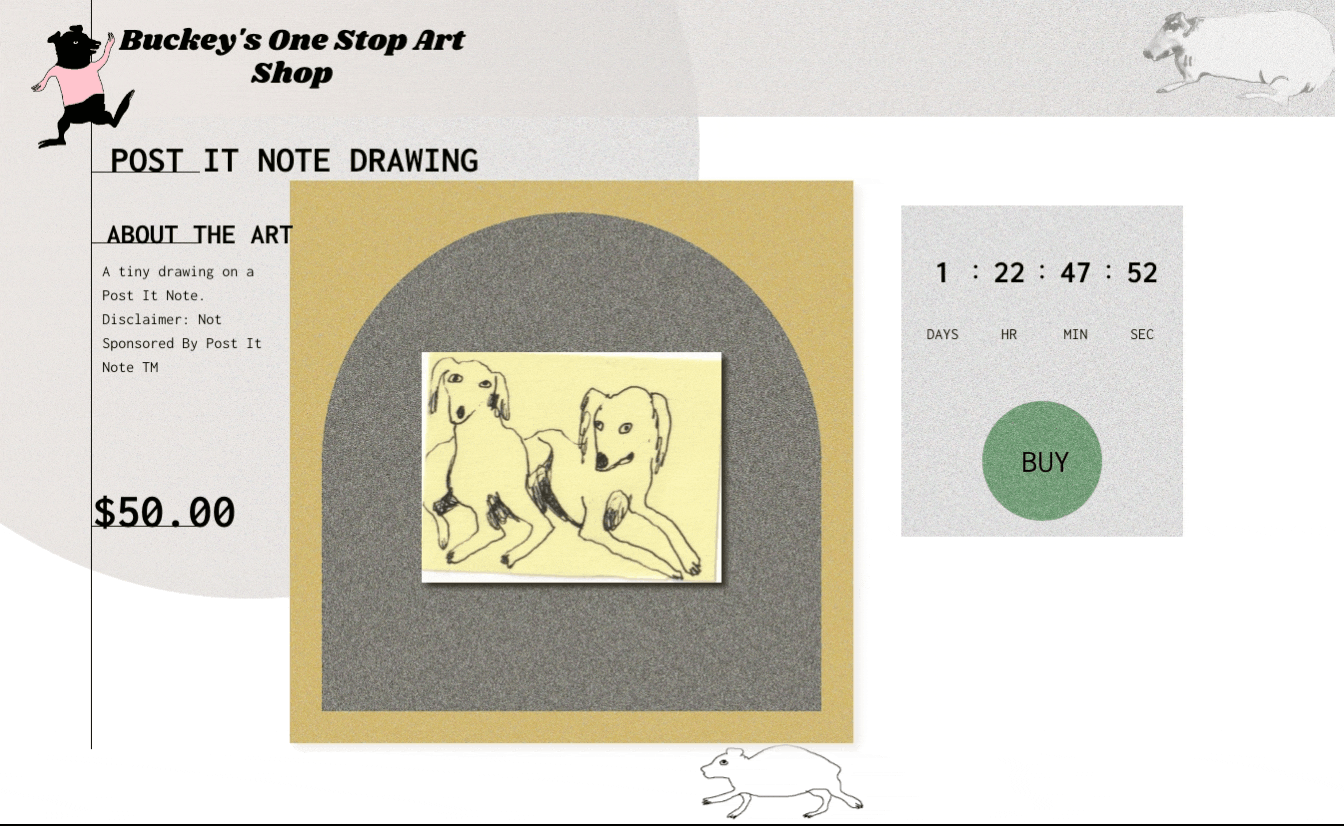 Buckey's One Stop Art
Shop
POST IT NOTE DRAWING
ABOUT THE ART
A tiny drawing on a
Post It Note.
Disclaimer: Not
Sponsored By Post It
Note TM
$50.00
1 : 22 : 47 : 52
DAYS HR MIN SEC
BUY